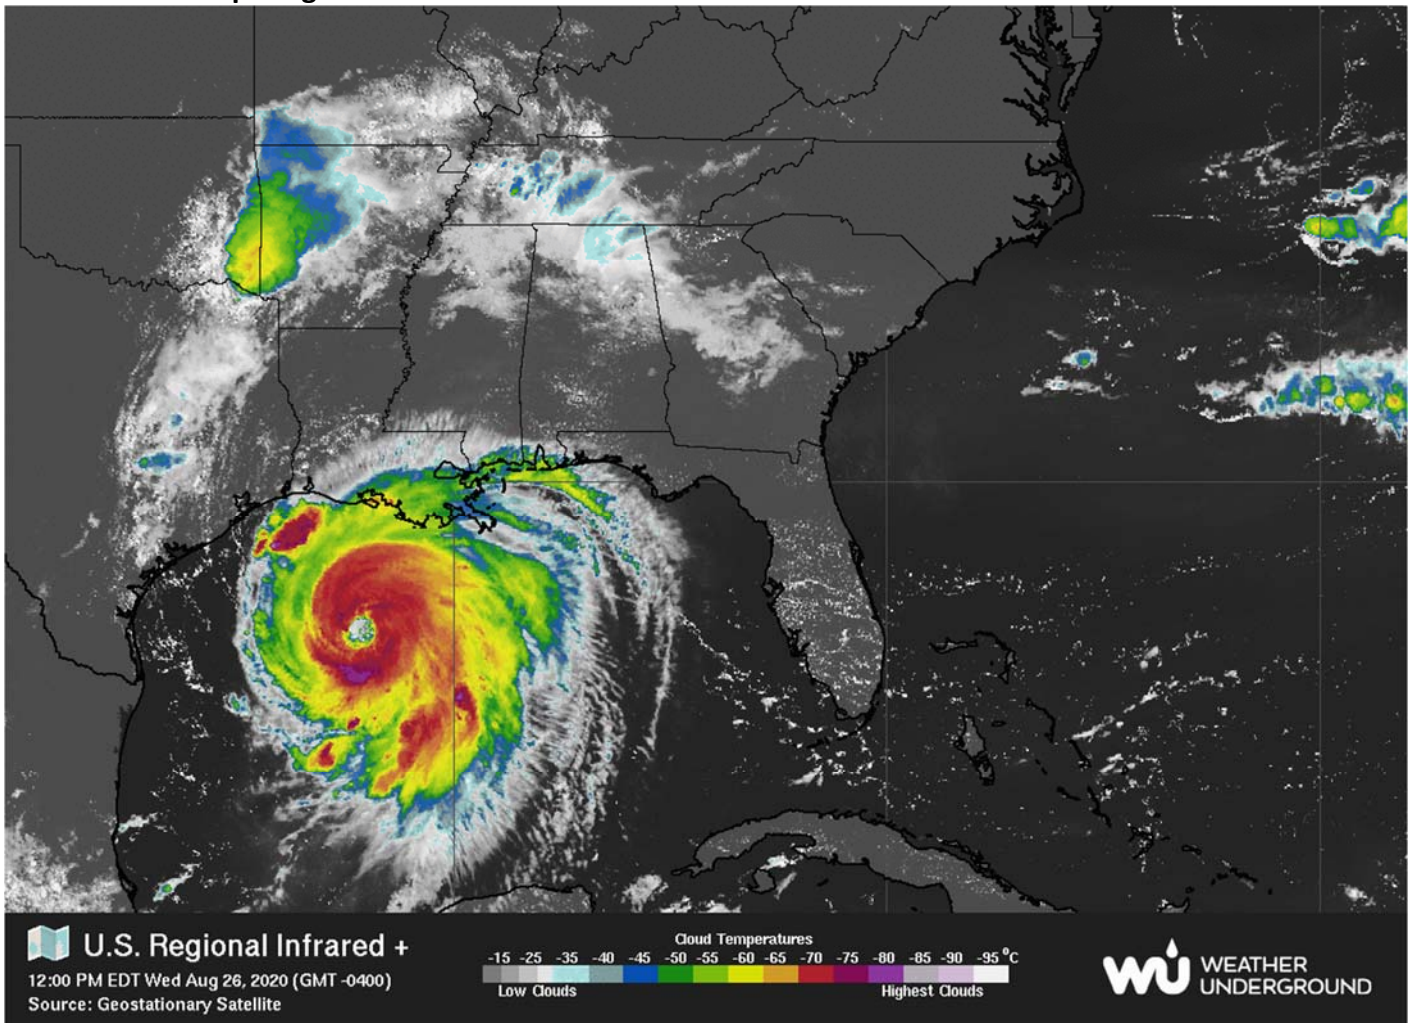 U.S. Regional Infrared +
12:00 PM EDT Wed Aug 26, 2020 (GMT -0400)
Source: Geostationary Satellite
Cloud Temperatures
-15 -25 -35 -40 -45 -50 -55 -60 -65 -70 -75 -80 -85 -90 -95 °C
Low Clouds Highest Clouds
WU WEATHER
UNDERGROUND